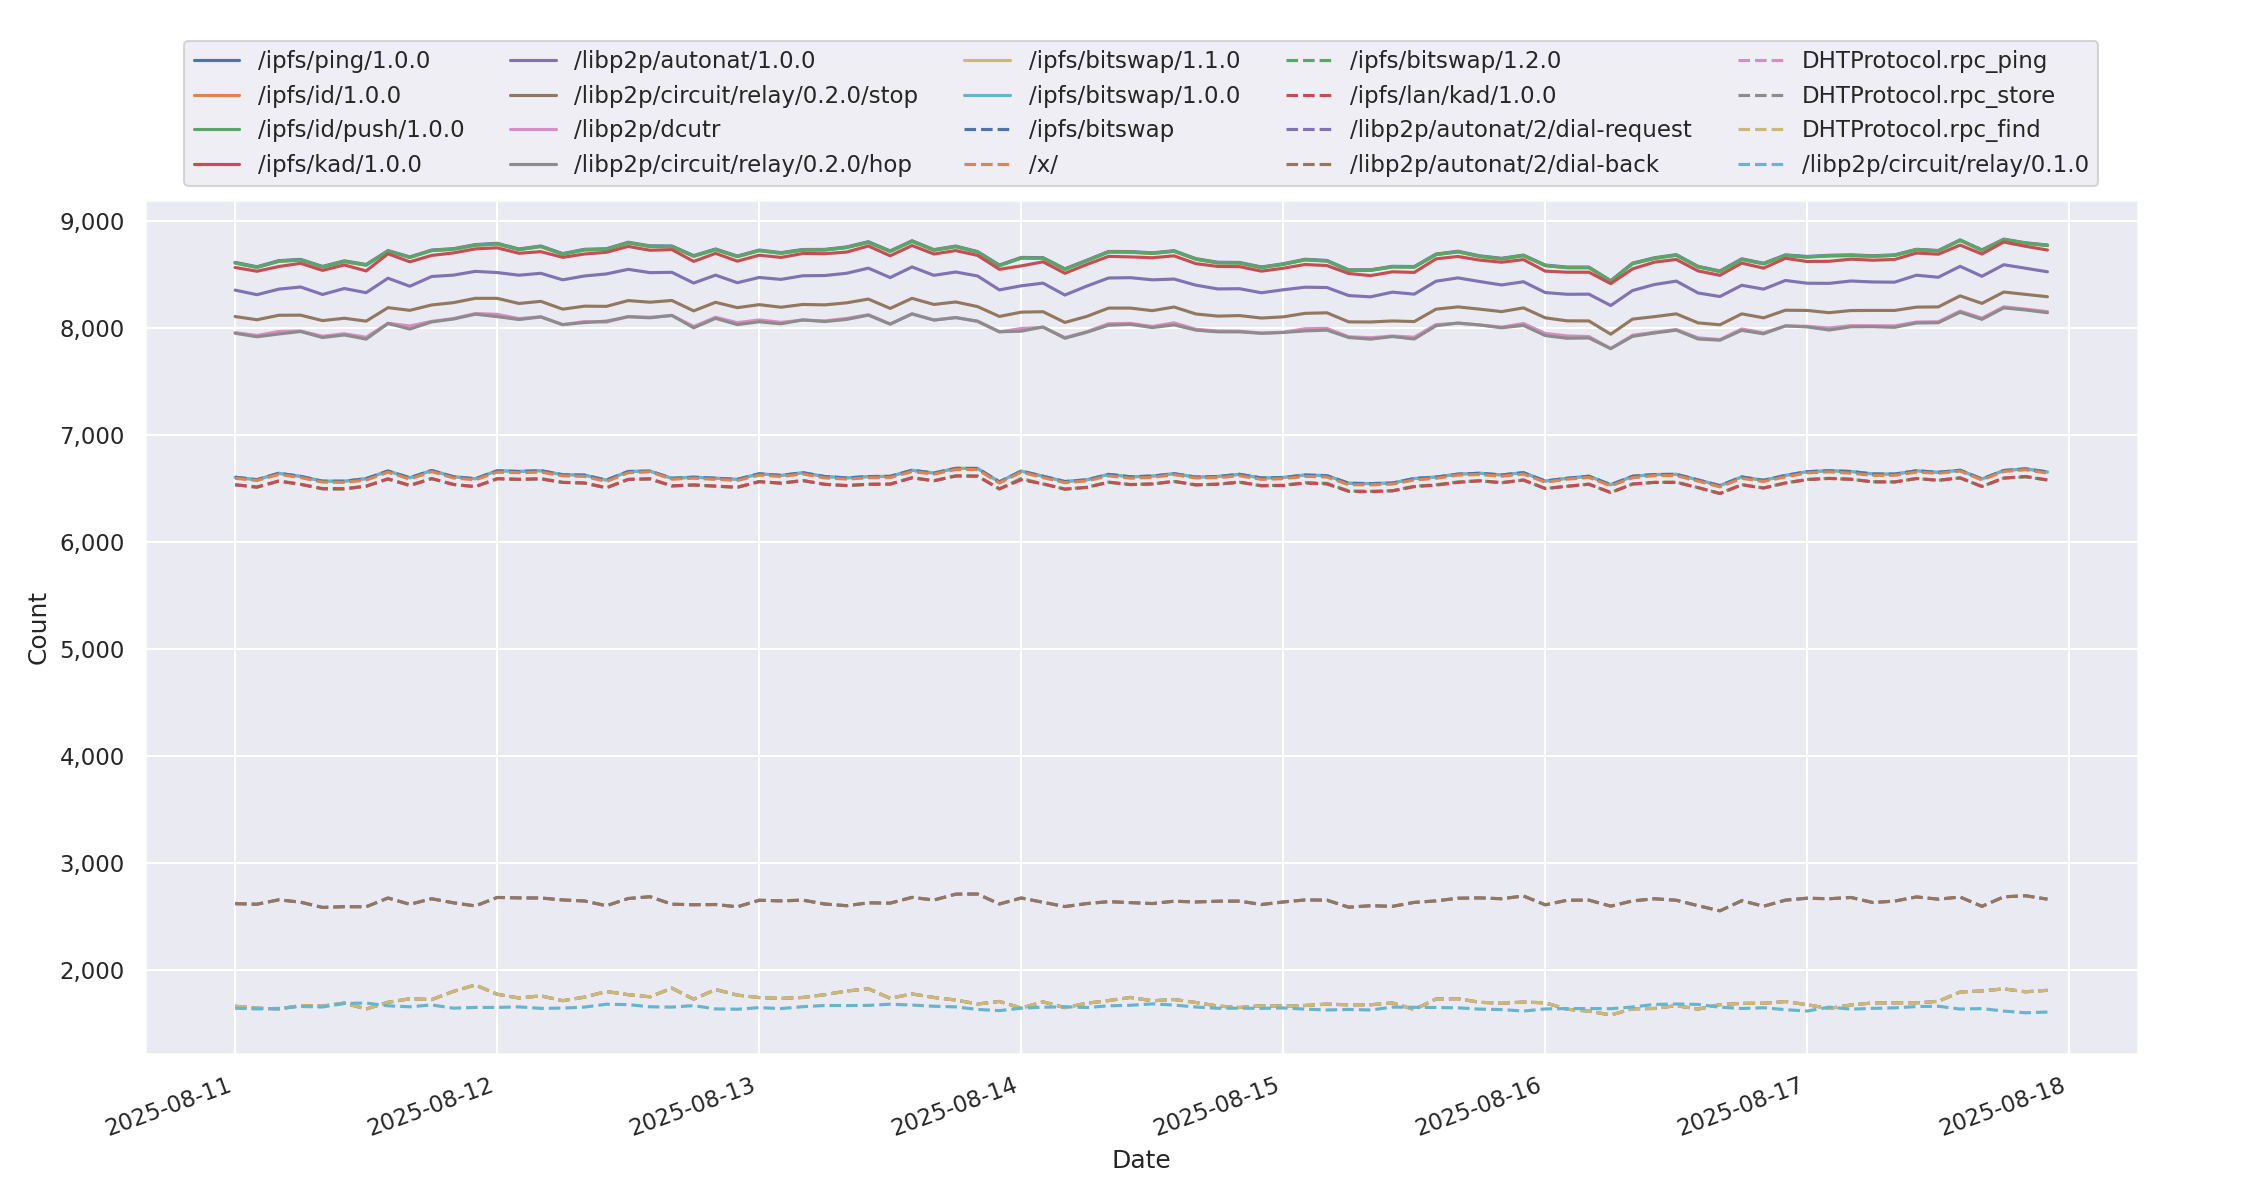 /ipfs/ping/1.0.0
/ipfs/id/1.0.0
/ipfs/id/push/1.0.0
/ipfs/kad/1.0.0
/libp2p/autonat/1.0.0
/libp2p/circuit/relay/0.2.0/stop
/libp2p/dcutr
/libp2p/circuit/relay/0.2.0/hop
/ipfs/bitswap/1.1.0
/ipfs/bitswap/1.0.0
/ipfs/bitswap
/x/
/ipfs/bitswap/1.2.0
/ipfs/lan/kad/1.0.0
/libp2p/autonat/2/dial-request
/libp2p/autonat/2/dial-back
DHTProtocol.rpc_ping
DHTProtocol.rpc_store
DHTProtocol.rpc_find
/libp2p/circuit/relay/0.1.0
9,000
8,000
7,000
6,000
5,000
4,000
3,000
2,000
Count
2025-08-11
2025-08-12
2025-08-13
2025-08-14
2025-08-15
2025-08-16
2025-08-17
2025-08-18
Date